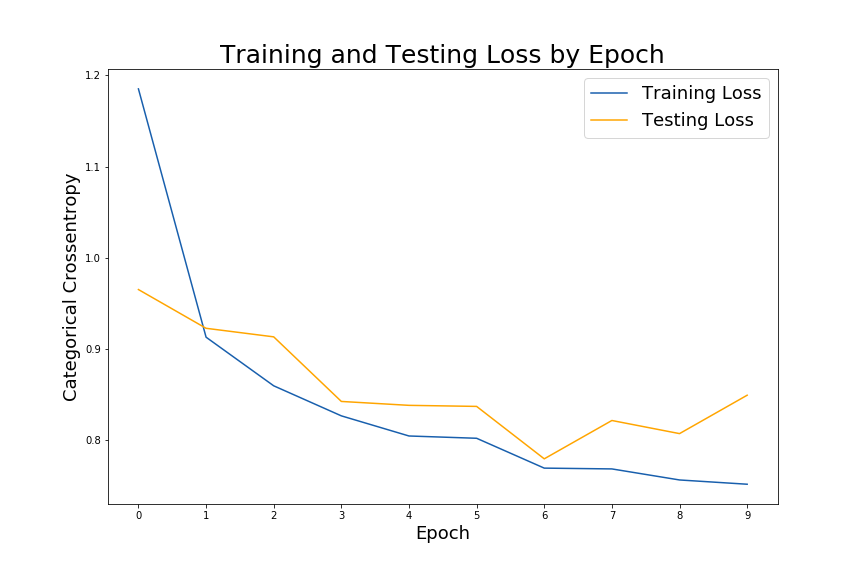 Training and Testing Loss by Epoch
Training Loss
Testing Loss
Categorical Crossentropy
1.2
1.1
1.0
0.9
0.8
0 1 2 3 4 5 6 7 8 9
Epoch